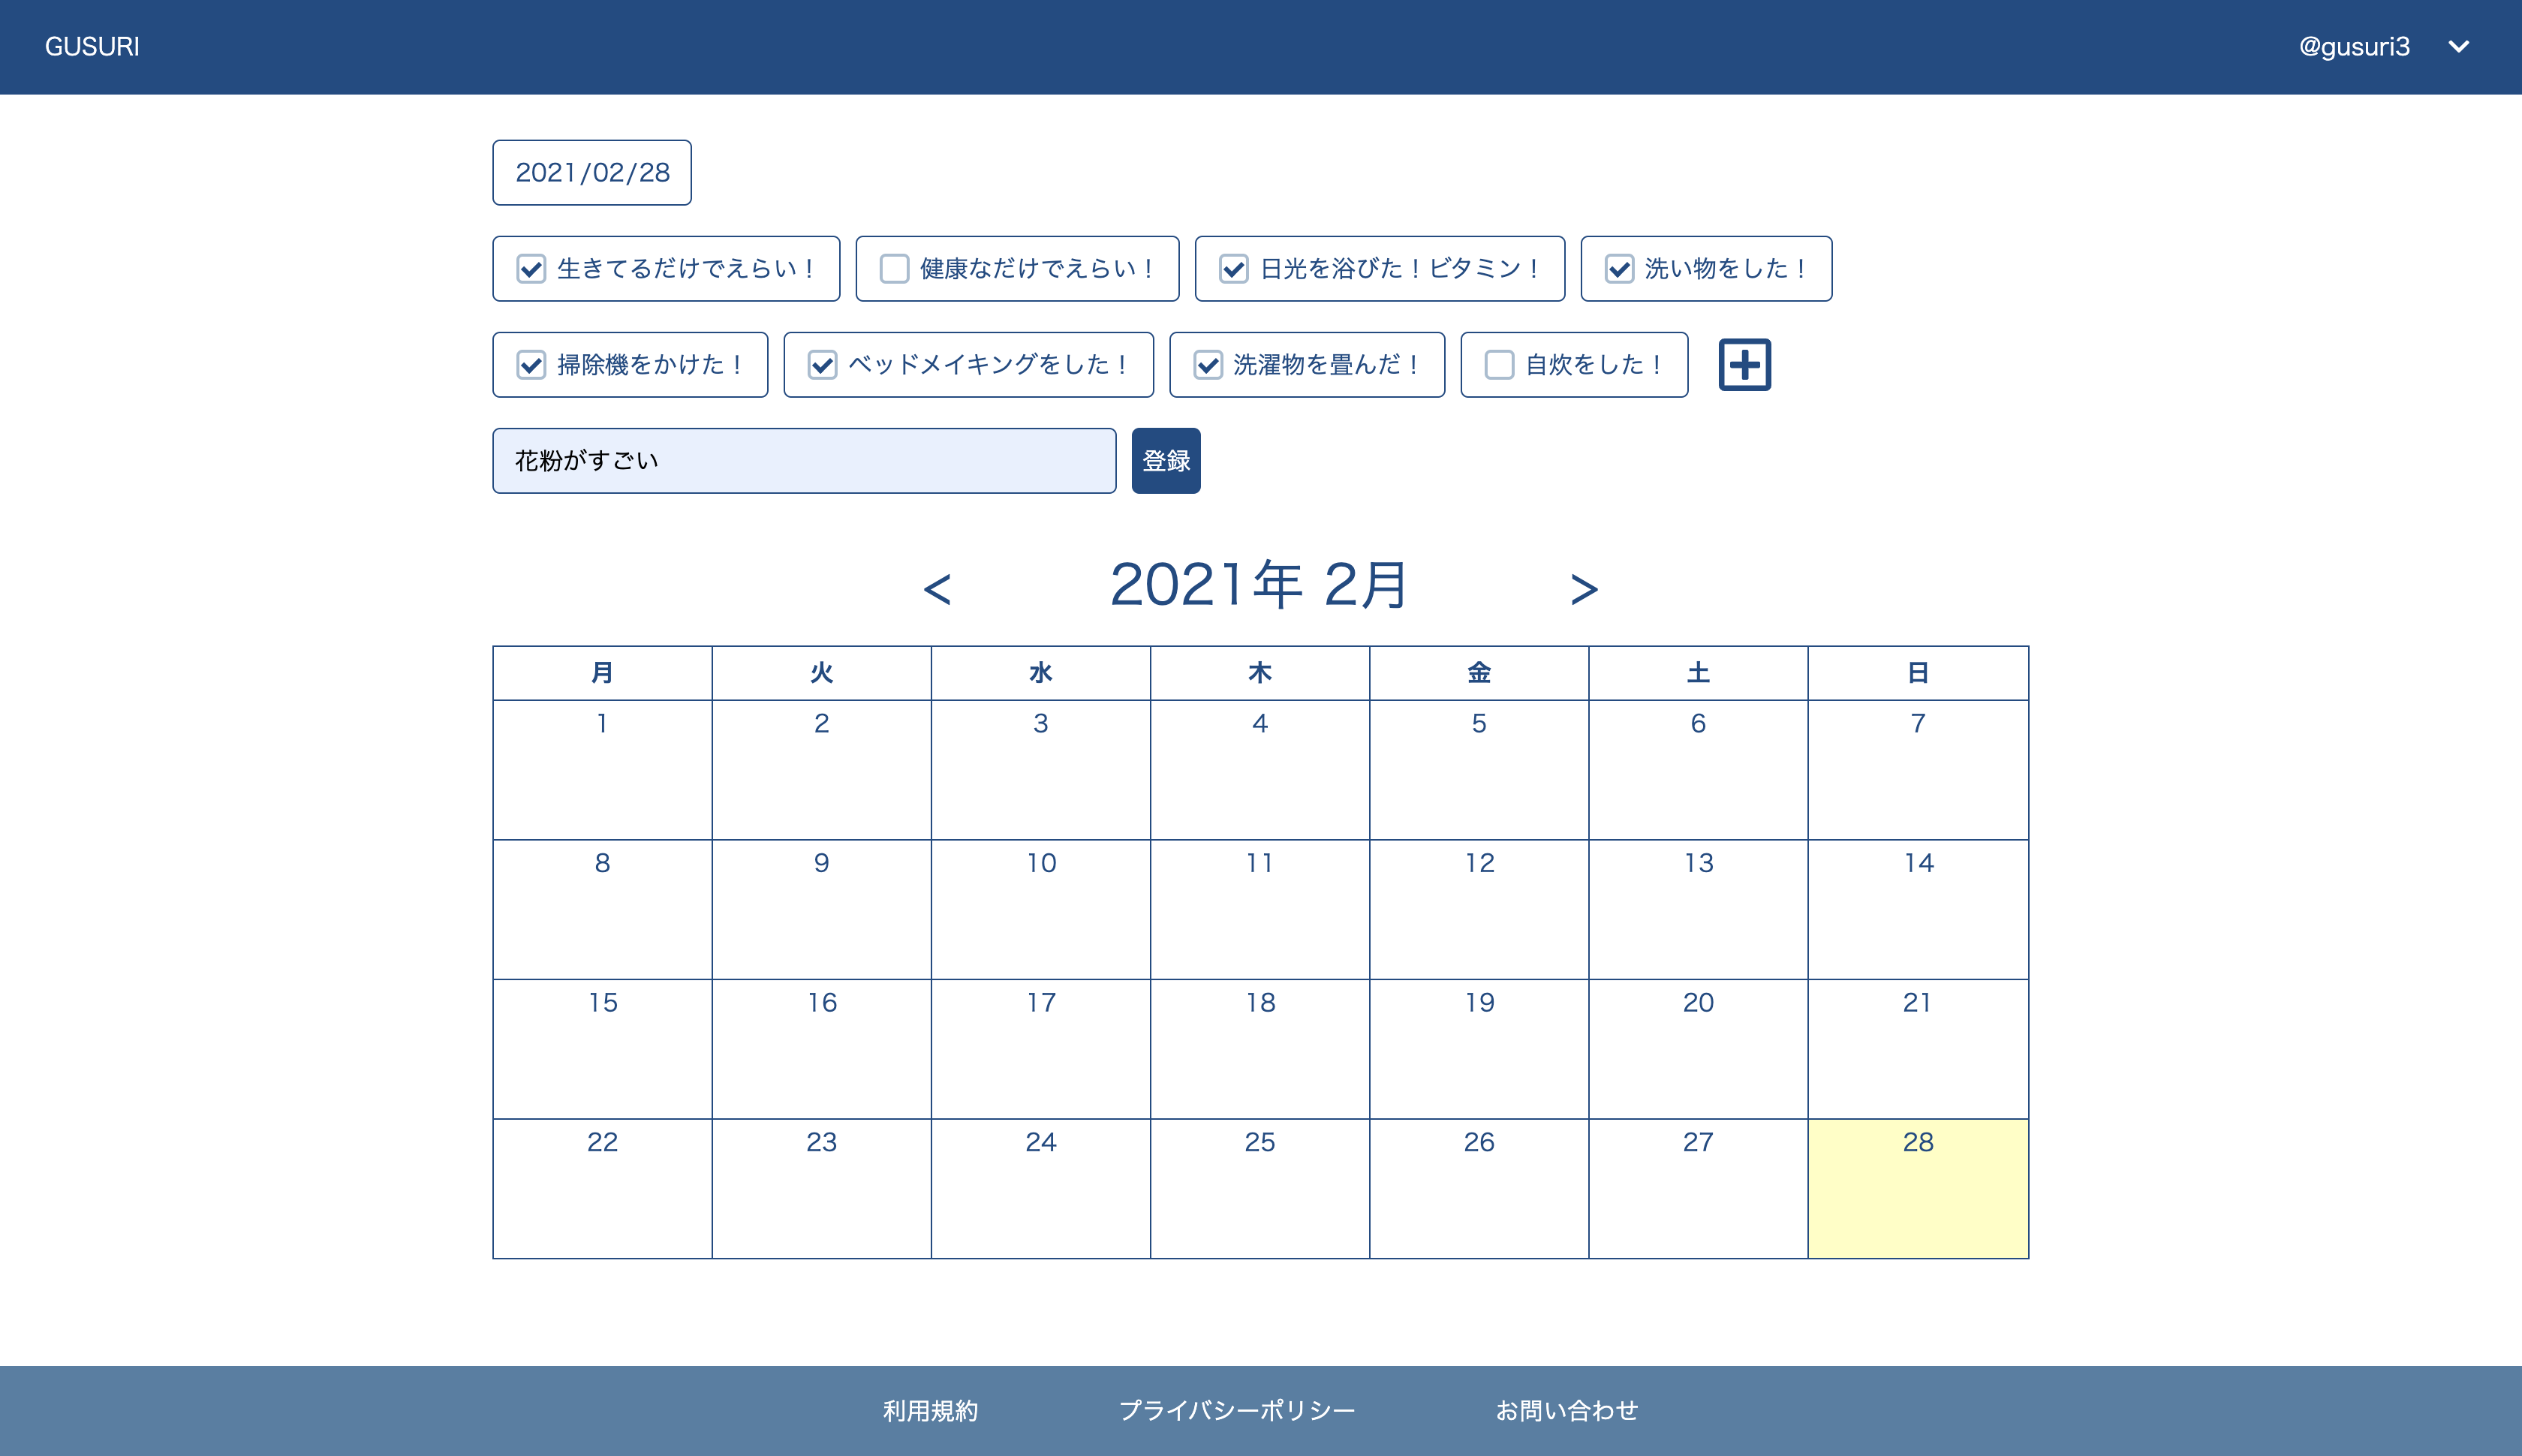 GUSURI @gusuri3
2021/02/28
生きてるだけでえらい！ 健康なだけでえらい！ 日光を浴びた！ビタミン！ 洗い物をした！
掃除機をかけた！ ベッドメイキングをした！ 洗濯物を畳んだ！ 自炊をした！
花粉がすごい 登録
< 2021年 2月 >
月 火 水 木 金 土 日
1 2 3 4 5 6 7
8 9 10 11 12 13 14
15 16 17 18 19 20 21
22 23 24 25 26 27 28
利用規約 プライバシーポリシー お問い合わせ